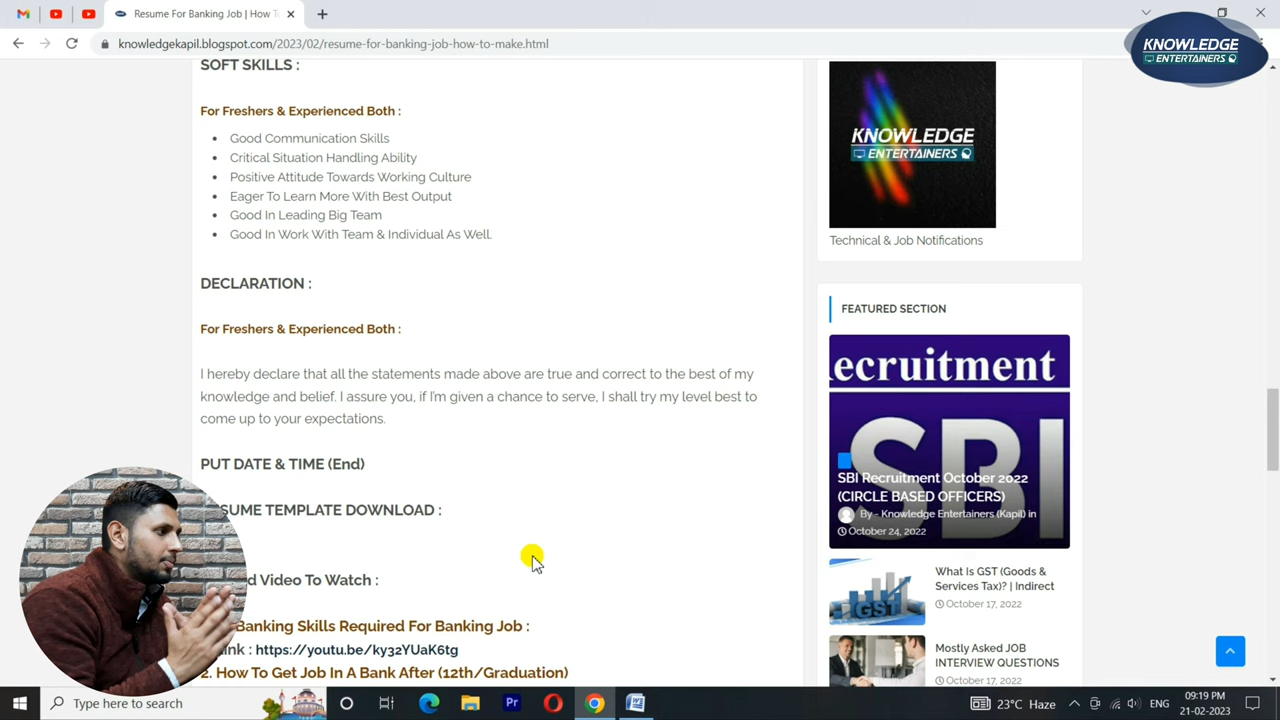 Resume For Banking Job | How T
knowledgekapil.blogspot.com/2023/02/resume-for-banking-job-how-to-make.html
KNOWLEDGE
ENTERTAINERS
SOFT SKILLS :
For Freshers & Experienced Both :
Good Communication Skills
Critical Situation Handling Ability
Positive Attitude Towards Working Culture
Eager To Learn More With Best Output
Good In Leading Big Team
Good In Work With Team & Individual As Well.
DECLARATION :
For Freshers & Experienced Both :
I hereby declare that all the statements made above are true and correct to the best of my
knowledge and belief. I assure you, if I'm given a chance to serve, I shall try my level best to
come up to your expectations.
PUT DATE & TIME (End)
SUME TEMPLATE DOWNLOAD :
d Video To Watch :
Banking Skills Required For Banking Job :
ink : https://youtu.be/ky32YUaK6tg
2. How To Get Job In A Bank After (12th/Graduation)
KNOWLEDGE
ENTERTAINERS
Technical & Job Notifications
FEATURED SECTION
ecruitment
SBI
SBI Recruitment October 2022
(CIRCLE BASED OFFICERS)
By - Knowledge Entertainers (Kapil) in
October 24, 2022
GST
What Is GST (Goods &
Services Tax)? | Indirect
October 17, 2022
Mostly Asked JOB
INTERVIEW QUESTIONS
October 17, 2022
Type here to search
Pr
23°C Haze
ENG
09:19 PM
21-02-2023